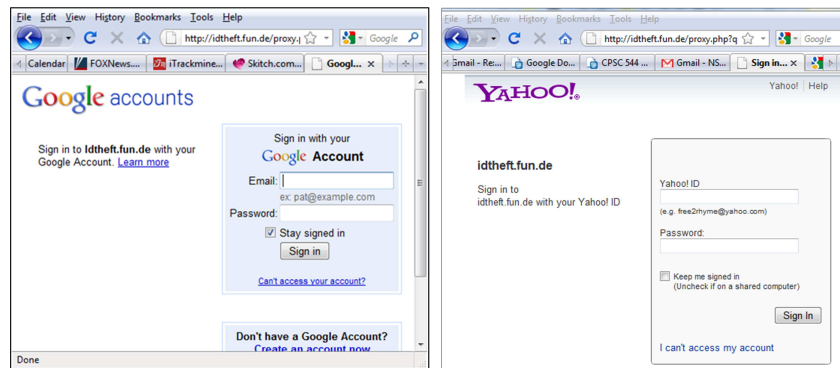 File Edit View History Bookmarks Tools Help
http://idtheft.fun.de/proxy.p Google
Calendar FOXNews.... iTrackmine... Skitch.com... Googl...
Google accounts
Sign in to Idtheft.fun.de with your
Google Account. Learn more
Sign in with your
Google Account
Email:
ex: pat@example.com
Password:
Stay signed in
Sign in
Can't access your account?
Don't have a Google Account?
Create an account now
Done
File Edit View History Bookmarks Tools Help
http://idtheft.fun.de/proxy.php?q Google
Gmail - Re:... Google Do... CPSC 544 ... Gmail - NS... Sign in...
YAHOO!
Yahoo! Help
idtheft.fun.de
Sign in to
idtheft.fun.de with your Yahoo! ID
Yahoo! ID
(e.g. free2rhyme@yahoo.com)
Password:
Keep me signed in
(Uncheck if on a shared computer)
Sign In
I can't access my account